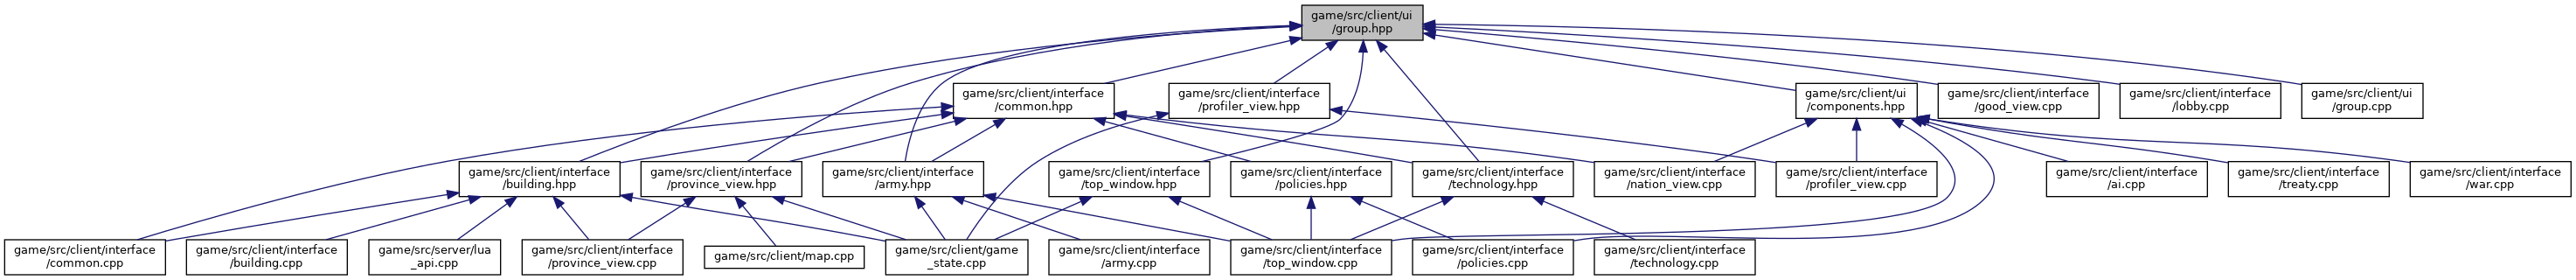 game/src/client/ui
/group.hpp
game/src/client/interface
/common.hpp
game/src/client/interface
/profiler_view.hpp
game/src/client/ui
/components.hpp
game/src/client/interface
/good_view.cpp
game/src/client/interface
/lobby.cpp
game/src/client/ui
/group.cpp
game/src/client/interface
/building.hpp
game/src/client/interface
/province_view.hpp
game/src/client/interface
/army.hpp
game/src/client/interface
/top_window.hpp
game/src/client/interface
/policies.hpp
game/src/client/interface
/technology.hpp
game/src/client/interface
/nation_view.cpp
game/src/client/interface
/profiler_view.cpp
game/src/client/interface
/ai.cpp
game/src/client/interface
/treaty.cpp
game/src/client/interface
/war.cpp
game/src/client/interface
/common.cpp
game/src/client/interface
/building.cpp
game/src/server/lua
_api.cpp
game/src/client/interface
/province_view.cpp
game/src/client/map.cpp
game/src/client/game
_state.cpp
game/src/client/interface
/army.cpp
game/src/client/interface
/top_window.cpp
game/src/client/interface
/policies.cpp
game/src/client/interface
/technology.cpp